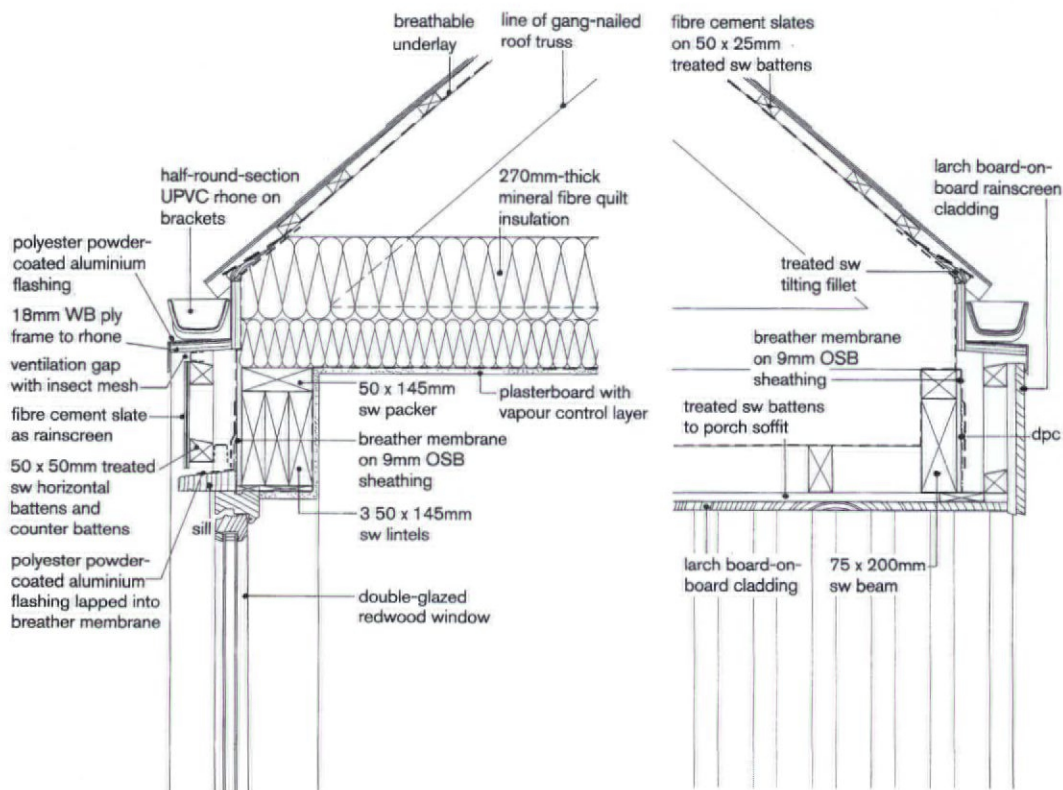 breathable
underlay
line of gang-nailed
roof truss
fibre cement slates
on 50 x 25mm
treated sw battens
half-round-section
UPVC rhone on
brackets
270mm-thick
mineral fibre quilt
insulation
larch board-on-
board rainscreen
cladding
polyester powder-
coated aluminium
flashing
18mm WB ply
frame to rhone
ventilation gap
with insect mesh
fibre cement slate
as rainscreen
50 x 50mm treated
sw horizontal
battens and
counter battens
sill
polyester powder-
coated aluminium
flashing lapped into
breather membrane
50 x 145mm
sw packer
breather membrane
on 9mm OSB
sheathing
3 50 x 145mm
sw lintels
double-glazed
redwood window
plasterboard with
vapour control layer
treated sw
tilting fillet
breather membrane
on 9mm OSB
sheathing
treated sw battens
to porch soffit
dpc
larch board-on-
board cladding
75 x 200mm
sw beam